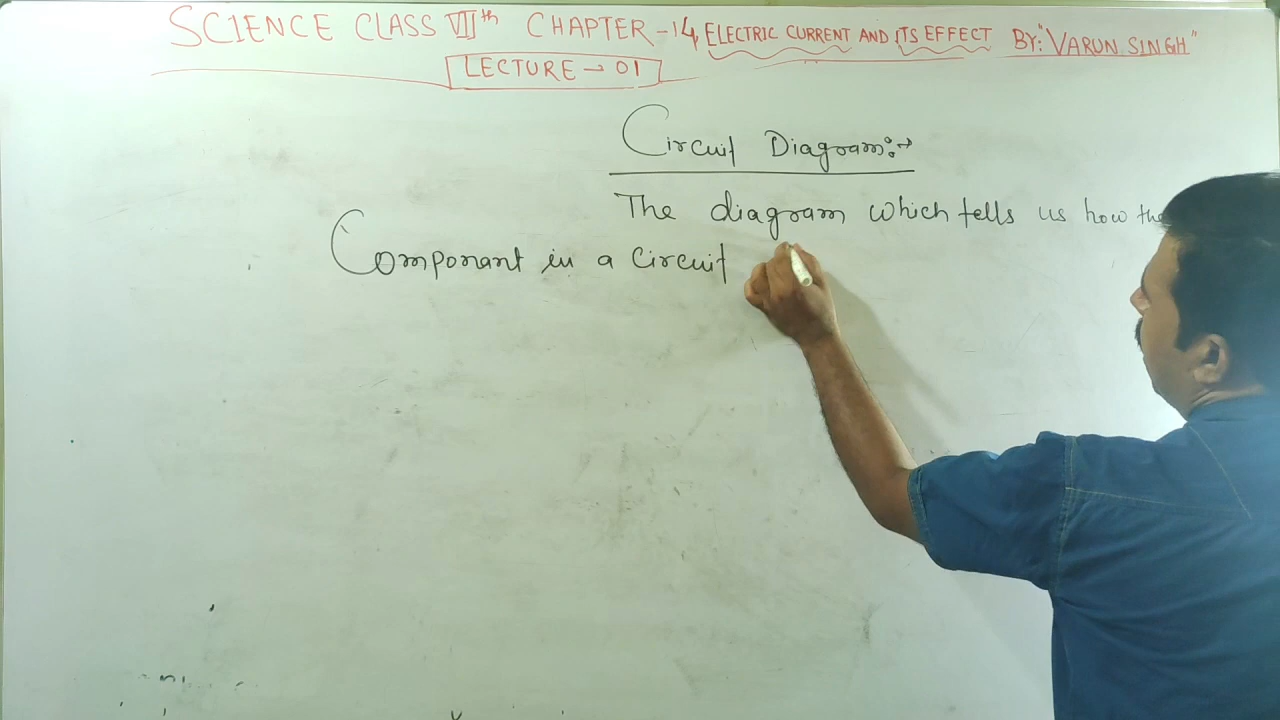 SCIENCE CLASS VIIth CHAPTER -14, ELECTRIC CURRENT AND ITS EFFECT BY:"VARUN SINGH"
LECTURE → 01
Circuit Diagram:→
The diagram which tells us how the
Componant in a circuit